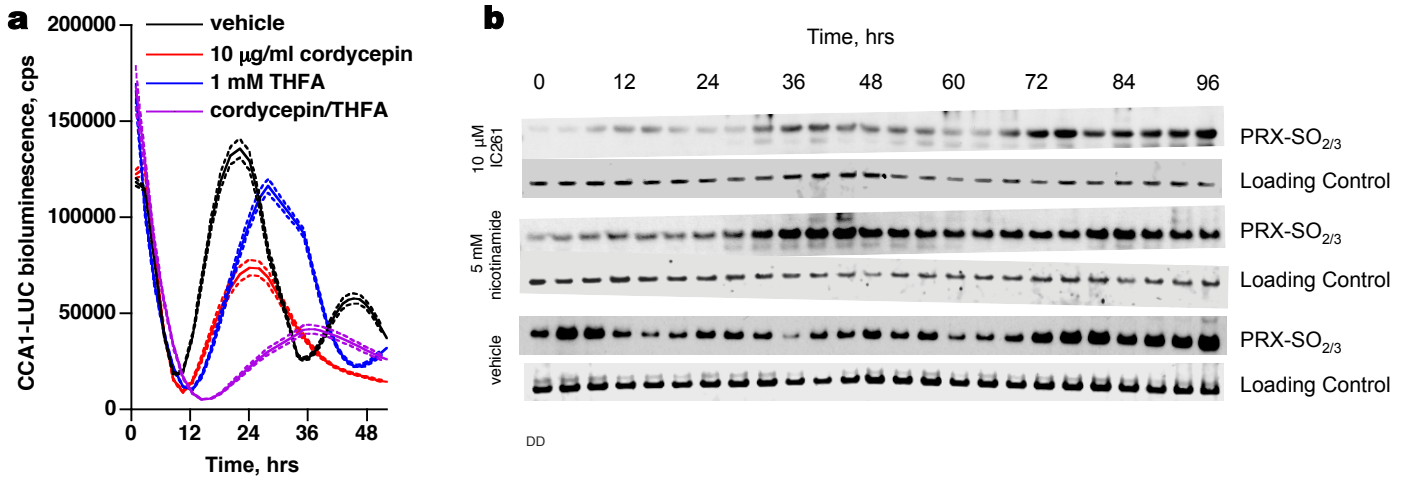 a
CCA1-LUC bioluminescence, cps
200000
150000
100000
50000
0
vehicle
10 μg/ml cordycepin
1 mM THFA
cordycepin/THFA
0 12 24 36 48
Time, hrs
b
Time, hrs
0 12 24 36 48 60 72 84 96
10 μM
IC261
PRX-SO2/3
Loading Control
5 mM
nicotinamide
PRX-SO2/3
Loading Control
vehicle
PRX-SO2/3
Loading Control
DD